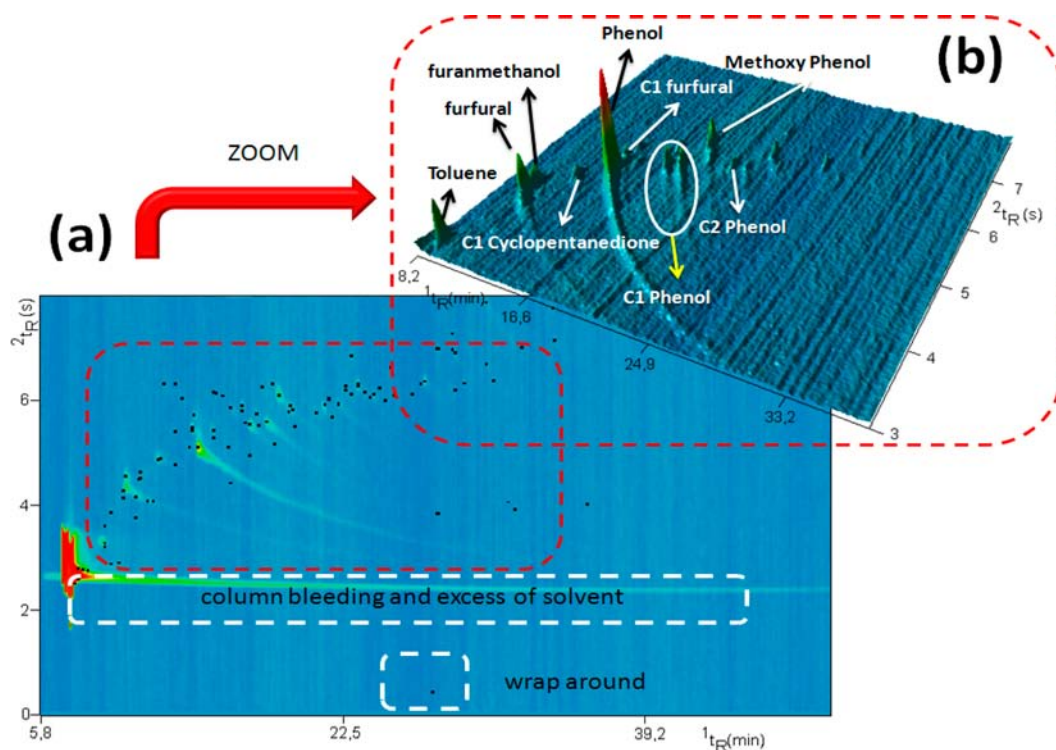 (b)
Phenol
Methoxy Phenol
furanmethanol
C1 furfural
furfural
ZOOM
Toluene
7
²tR(s)
(a)
6
C1 Cyclopentanedione
C2 Phenol
8,2
¹tR(min).
5
C1 Phenol
16,6
²tR(s)
4
24,9
6
33,2
3
4
column bleeding and excess of solvent
2
wrap around
0
5,8
22,5
39,2
¹tR(min)